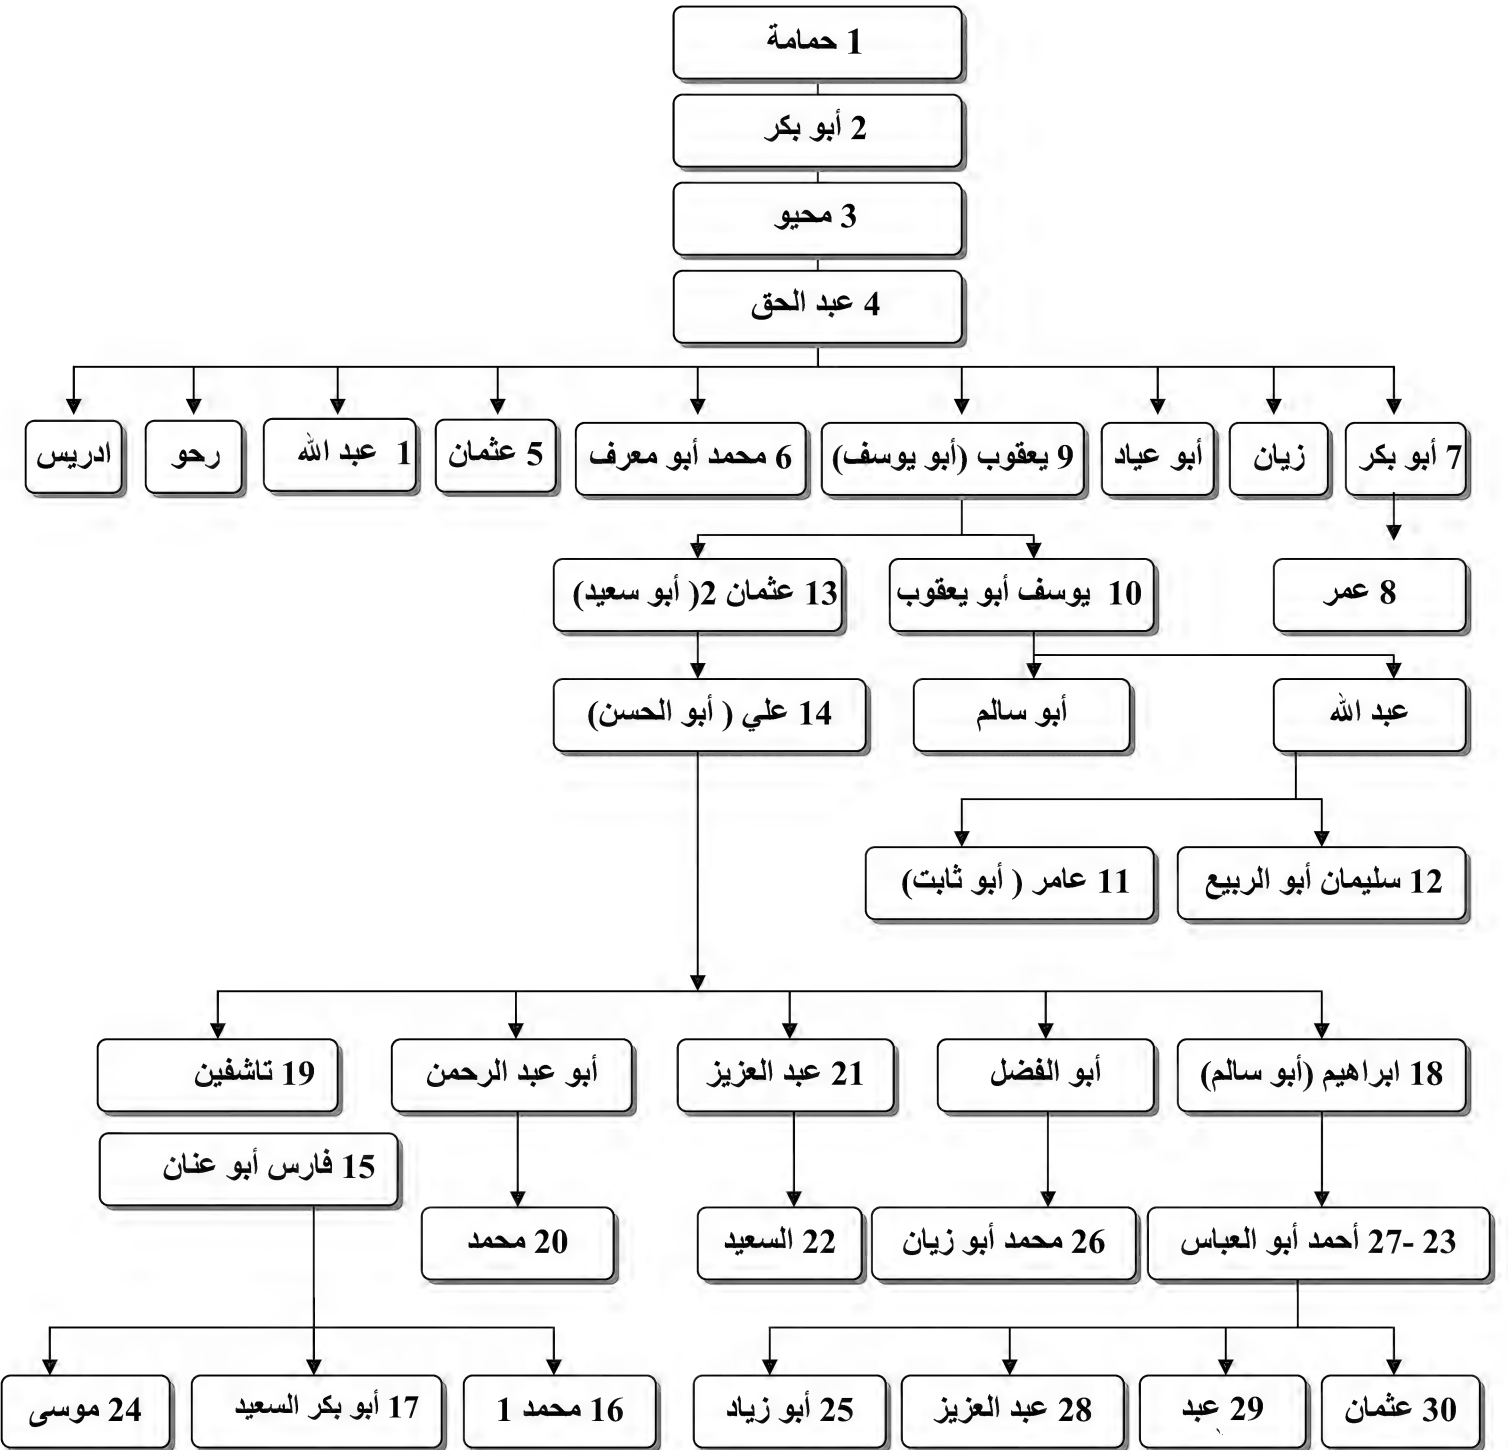 1 حمامة
2 أبو بكر
3 محيو
4 عبد الحق
7 أبو بكر
زيان
أبو عياد
9 يعقوب (أبو يوسف)
6 محمد أبو معرف
5 عثمان
1 عبد الله
رحو
ادريس
8 عمر
10 يوسف أبو يعقوب
13 عثمان 2( أبو سعيد)
عبد الله
أبو سالم
14 علي ( أبو الحسن)
12 سليمان أبو الربيع
11 عامر ( أبو ثابت)
18 ابراهيم (أبو سالم)
أبو الفضل
21 عبد العزيز
أبو عبد الرحمن
19 تاشفين
15 فارس أبو عنان
23 -27 أحمد أبو العباس
26 محمد أبو زيان
22 السعيد
20 محمد
30 عثمان
29 عبد
28 عبد العزيز
25 أبو زياد
16 محمد 1
17 أبو بكر السعيد
24 موسى